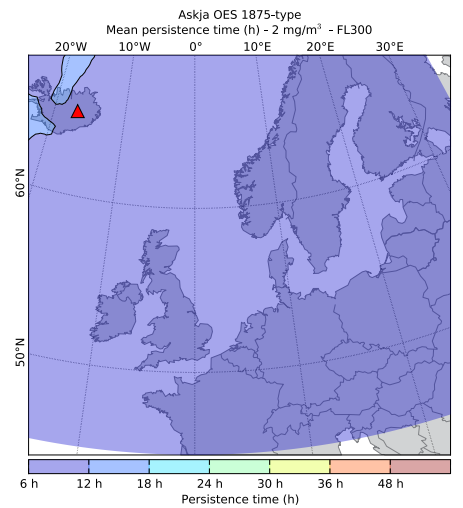 Askja OES 1875-type
Mean persistence time (h) - 2 mg/m³ - FL300
20°W 10°W 0° 10°E 20°E 30°E
60°N
50°N
6 h 12 h 18 h 24 h 30 h 36 h 48 h
Persistence time (h)